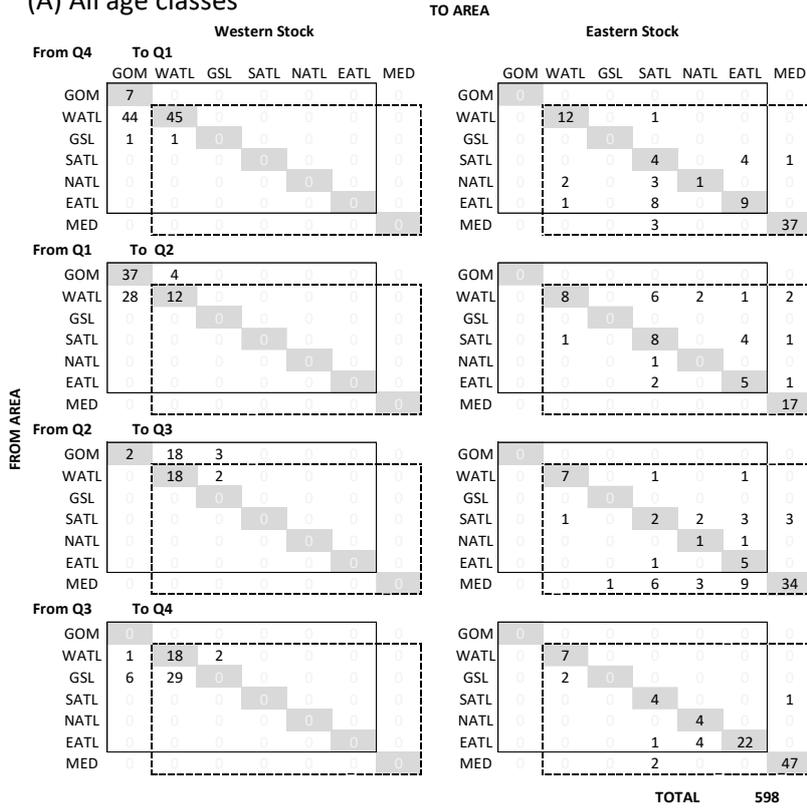 (A) All age classes
TO AREA
Western Stock Eastern Stock
From Q4 To Q1
GOM WATL GSL SATL NATL EATL MED GOM WATL GSL SATL NATL EATL MED
GOM 7 0 0 0 0 0 0 GOM 0 0 0 0 0 0 0
WATL 44 45 0 0 0 0 0 WATL 0 12 0 1 0 0 0
GSL 1 1 0 0 0 0 0 GSL 0 0 0 0 0 0 0
SATL 0 0 0 0 0 0 0 SATL 0 0 0 4 0 4 1
NATL 0 0 0 0 0 0 0 NATL 0 2 0 3 1 0 0
EATL 0 0 0 0 0 0 0 EATL 0 1 0 8 0 9 0
MED 0 0 0 0 0 0 0 MED 0 0 0 3 0 0 37
From Q1 To Q2
GOM 37 4 0 0 0 0 0 GOM 0 0 0 0 0 0 0
WATL 28 12 0 0 0 0 0 WATL 0 8 0 6 2 1 2
GSL 0 0 0 0 0 0 0 GSL 0 0 0 0 0 0 0
SATL 0 0 0 0 0 0 0 SATL 0 1 0 8 0 4 1
NATL 0 0 0 0 0 0 0 NATL 0 0 0 1 0 0 0
EATL 0 0 0 0 0 0 0 EATL 0 0 0 2 0 5 1
MED 0 0 0 0 0 0 0 MED 0 0 0 0 0 0 17
FROM AREA
From Q2 To Q3
GOM 2 18 3 0 0 0 0 GOM 0 0 0 0 0 0 0
WATL 0 18 2 0 0 0 0 WATL 0 7 0 1 0 1 0
GSL 0 0 0 0 0 0 0 GSL 0 0 0 0 0 0 0
SATL 0 0 0 0 0 0 0 SATL 0 1 0 2 2 3 3
NATL 0 0 0 0 0 0 0 NATL 0 0 0 0 1 1 0
EATL 0 0 0 0 0 0 0 EATL 0 0 0 1 0 5 0
MED 0 0 0 0 0 0 0 MED 0 0 1 6 3 9 34
From Q3 To Q4
GOM 0 0 0 0 0 0 0 GOM 0 0 0 0 0 0 0
WATL 1 18 2 0 0 0 0 WATL 0 7 0 0 0 0 0
GSL 6 29 0 0 0 0 0 GSL 0 2 0 0 0 0 0
SATL 0 0 0 0 0 0 0 SATL 0 0 0 4 0 0 1
NATL 0 0 0 0 0 0 0 NATL 0 0 0 0 4 0 0
EATL 0 0 0 0 0 0 0 EATL 0 0 0 1 4 22 0
MED 0 0 0 0 0 0 0 MED 0 0 0 2 0 0 47
TOTAL 598